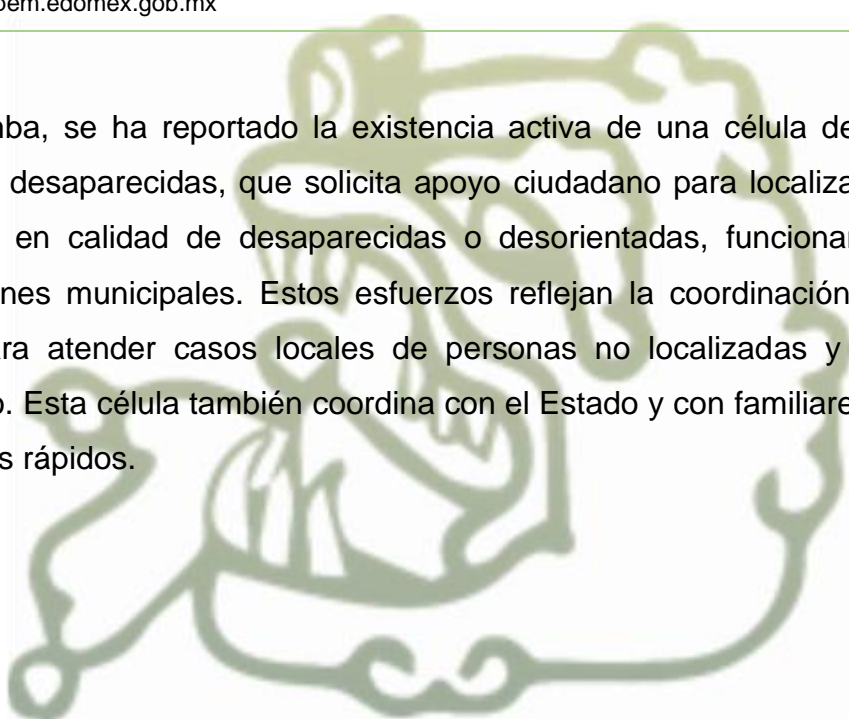 oem.edomex.gob.mx
mba, se ha reportado la existencia activa de una célula de
desaparecidas, que solicita apoyo ciudadano para localiza
en calidad de desaparecidas o desorientadas, funcionar
nes municipales. Estos esfuerzos reflejan la coordinación
ra atender casos locales de personas no localizadas y
o. Esta célula también coordina con el Estado y con familiare
s rápidos.